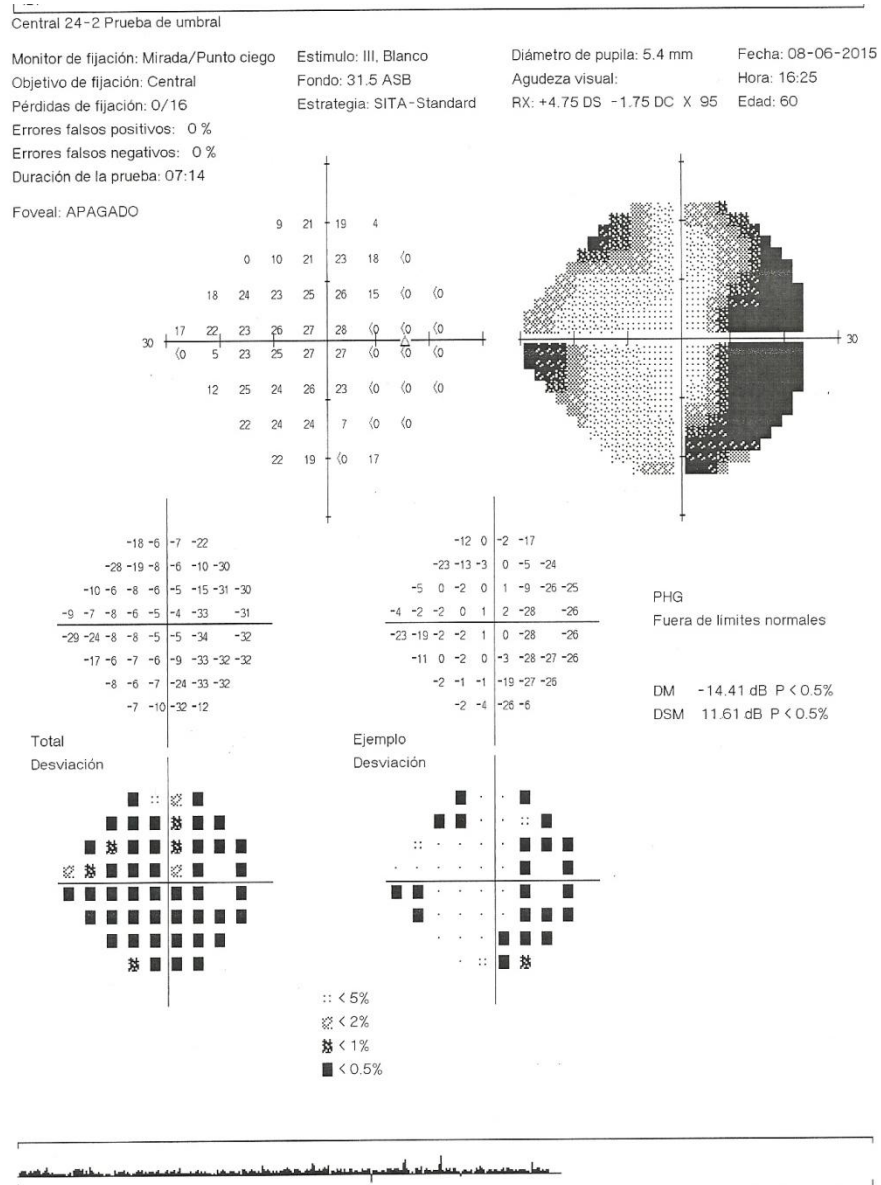 Central 24-2 Prueba de umbral
Monitor de fijación: Mirada/Punto ciego Estimulo: III, Blanco Diámetro de pupila: 5.4 mm Fecha: 08-06-2015
Objetivo de fijación: Central Fondo: 31.5 ASB Agudeza visual: Hora: 16:25
Pérdidas de fijación: 0/16 Estrategia: SITA-Standard RX: +4.75 DS -1.75 DC X 95 Edad: 60
Errores falsos positivos: 0 %
Errores falsos negativos: 0 %
Duración de la prueba: 07:14
Foveal: APAGADO
9 21 19 4
0 10 21 23 18 <0
18 24 23 25 26 15 <0 <0
17 22 23 26 27 28 <0 <0 <0
30 30
<0 5 23 25 27 27 <0 <0 <0
12 25 24 26 23 <0 <0 <0
22 24 24 7 <0 <0
22 19 <0 17
-18 -6 -7 -22
-28 -19 -8 -6 -10 -30
-10 -6 -8 -6 -5 -15 -31 -30
-9 -7 -8 -6 -5 -4 -33 -31
-29 -24 -8 -8 -5 -5 -34 -32
-17 -6 -7 -6 -9 -33 -32 -32
-8 -6 -7 -24 -33 -32
-7 -10 -32 -12
Total
Desviación
-12 0 -2 -17
-23 -13 -3 0 -5 -24
-5 0 -2 0 1 -9 -26 -25
-4 -2 -2 0 1 2 -28 -26
-23 -19 -2 -2 1 0 -28 -26
-11 0 -2 0 -3 -28 -27 -26
-2 -1 -1 -19 -27 -26
-2 -4 -26 -6
Ejemplo
Desviación
PHG
Fuera de limites normales
DM -14.41 dB P < 0.5%
DSM 11.61 dB P < 0.5%
:: < 5%
< 2%
< 1%
< 0.5%